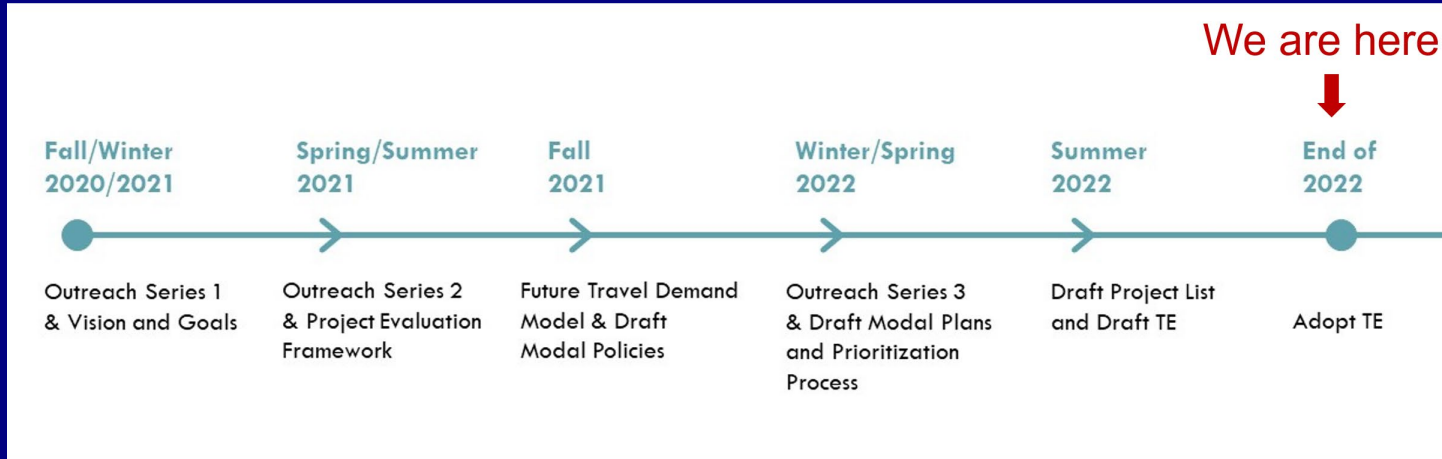 We are here
Fall/Winter
2020/2021
Spring/Summer
2021
Fall
2021
Winter/Spring
2022
Summer
2022
End of
2022
Outreach Series 1
& Vision and Goals
Outreach Series 2
& Project Evaluation
Framework
Future Travel Demand
Model & Draft
Modal Policies
Outreach Series 3
& Draft Modal Plans
and Prioritization
Process
Draft Project List
and Draft TE
Adopt TE